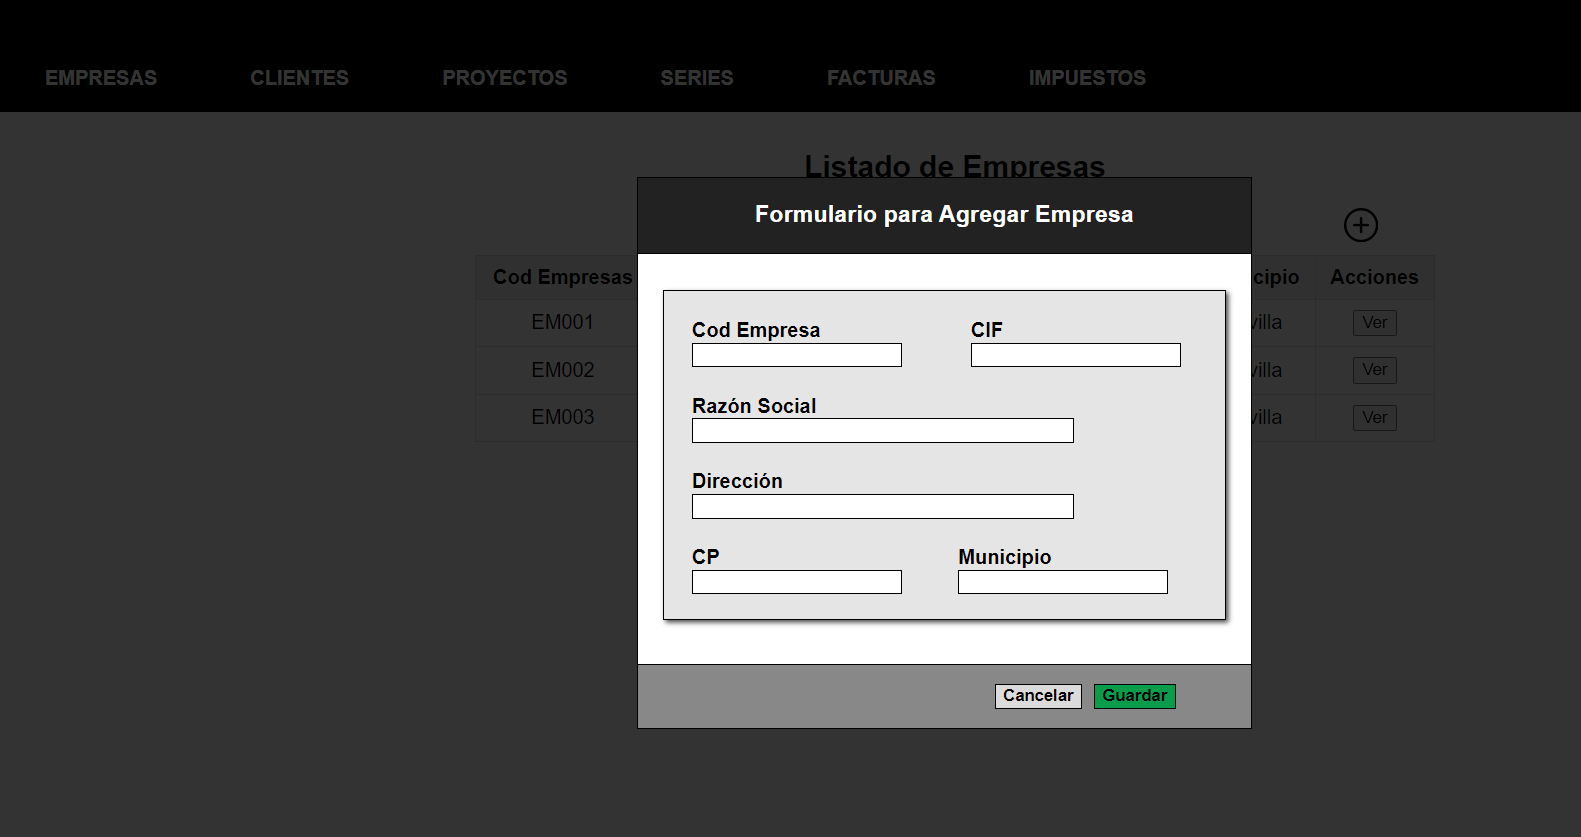 EMPRESAS CLIENTES PROYECTOS SERIES FACTURAS IMPUESTOS
Listado de Empresas
Formulario para Agregar Empresa
Cod Empresas cipio Acciones
EM001 villa Ver
EM002 villa Ver
EM003 villa Ver
Cod Empresa CIF
Razón Social
Dirección
CP Municipio
Cancelar Guardar